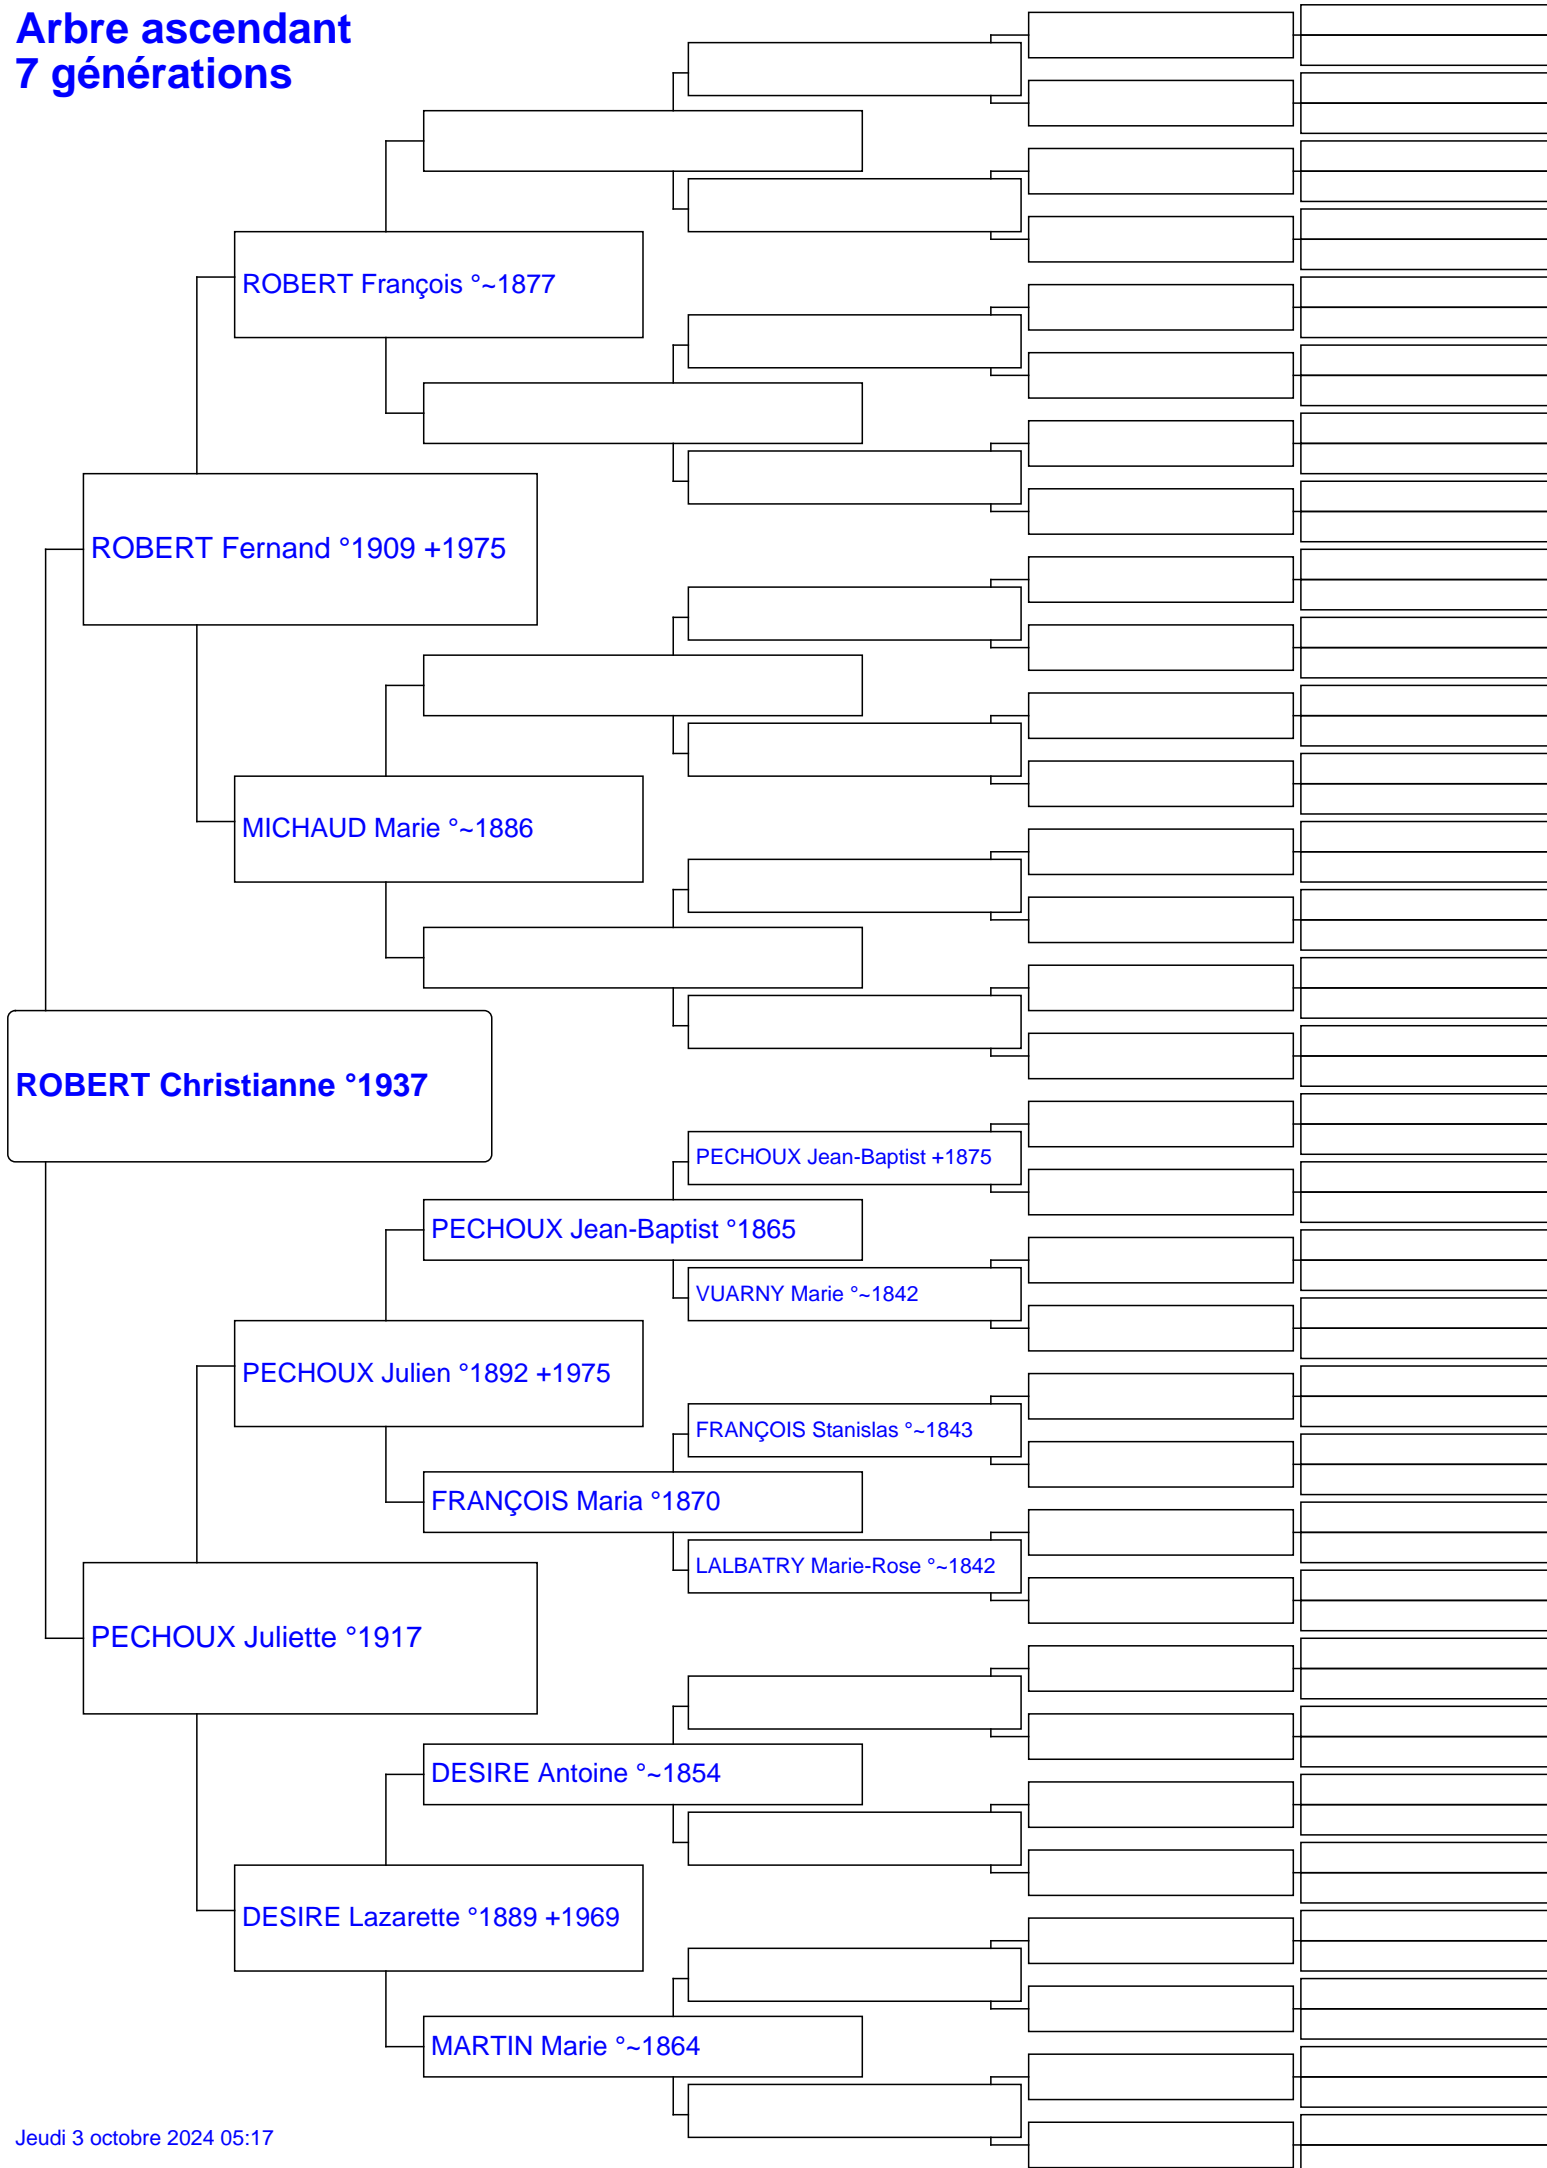 Arbre ascendant
7 générations
ROBERT François °~1877
ROBERT Fernand °1909 +1975
MICHAUD Marie °~1886
ROBERT Christianne °1937
PECHOUX Jean-Baptist +1875
PECHOUX Jean-Baptist °1865
VUARNY Marie °~1842
PECHOUX Julien °1892 +1975
FRANÇOIS Stanislas °~1843
FRANÇOIS Maria °1870
LALBATRY Marie-Rose °~1842
PECHOUX Juliette °1917
DESIRE Antoine °~1854
DESIRE Lazarette °1889 +1969
MARTIN Marie °~1864
Jeudi 3 octobre 2024 05:17